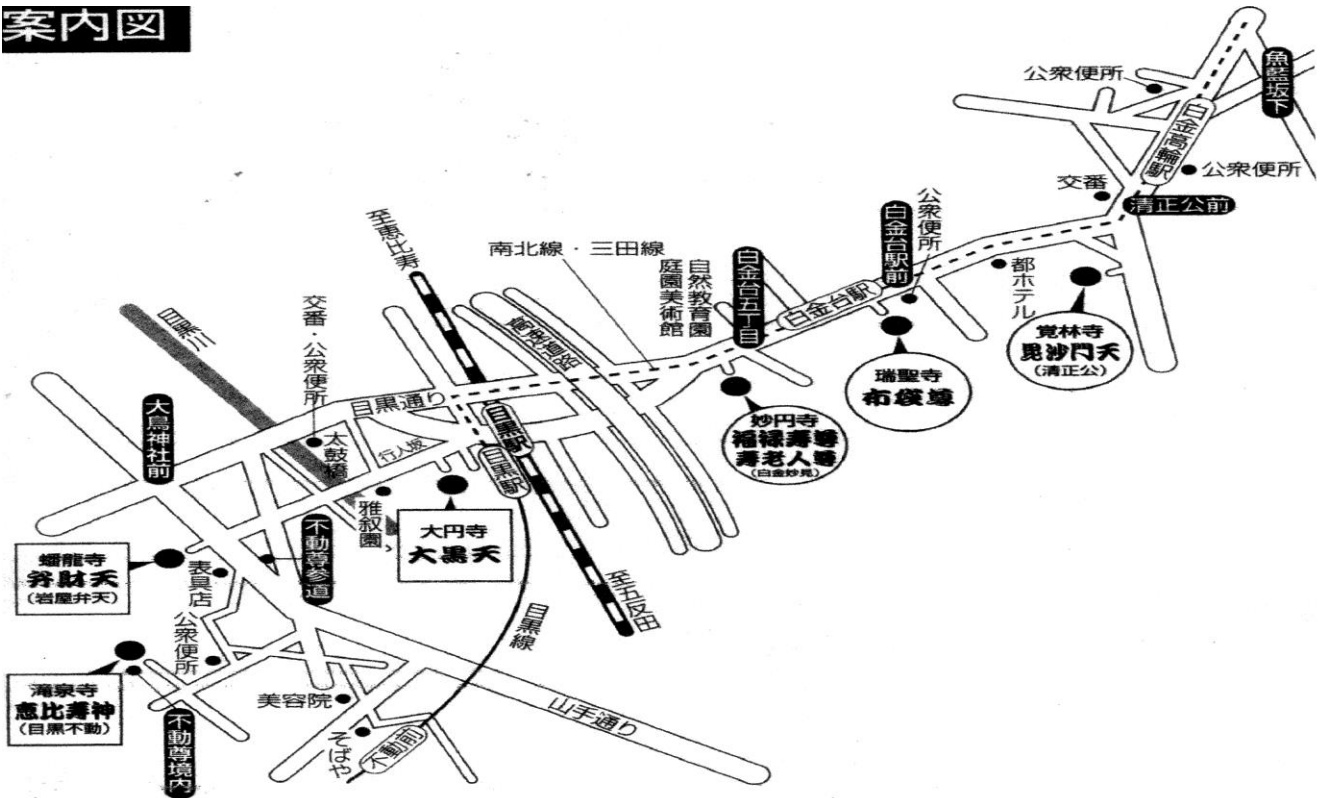 案内図
公衆便所
魚藍坂下
白金高輪駅
公衆便所
交番
清正公前
至恵比寿
南北線・三田線
自然教育園
庭園美術館
白金台五丁目
白金台駅
白金台駅前
公衆便所
都ホテル
覚林寺
毘沙門天
(清正公)
瑞聖寺
布袋尊
妙円寺
福禄寿尊
寿老人尊
(白金妙見)
目黒川
交番・公衆便所
高速道路
目黒通り
大鳥神社前
太鼓橋
行人坂
目黒駅
目黒駅
雅叙園
大円寺
大黒天
不動尊参道
蟠龍寺
弁財天
(岩屋弁天)
表具店
公衆便所
至五反田
目黒線
滝泉寺
恵比寿神
(目黒不動)
不動尊境内
美容院
そばや
不動前
山手通り